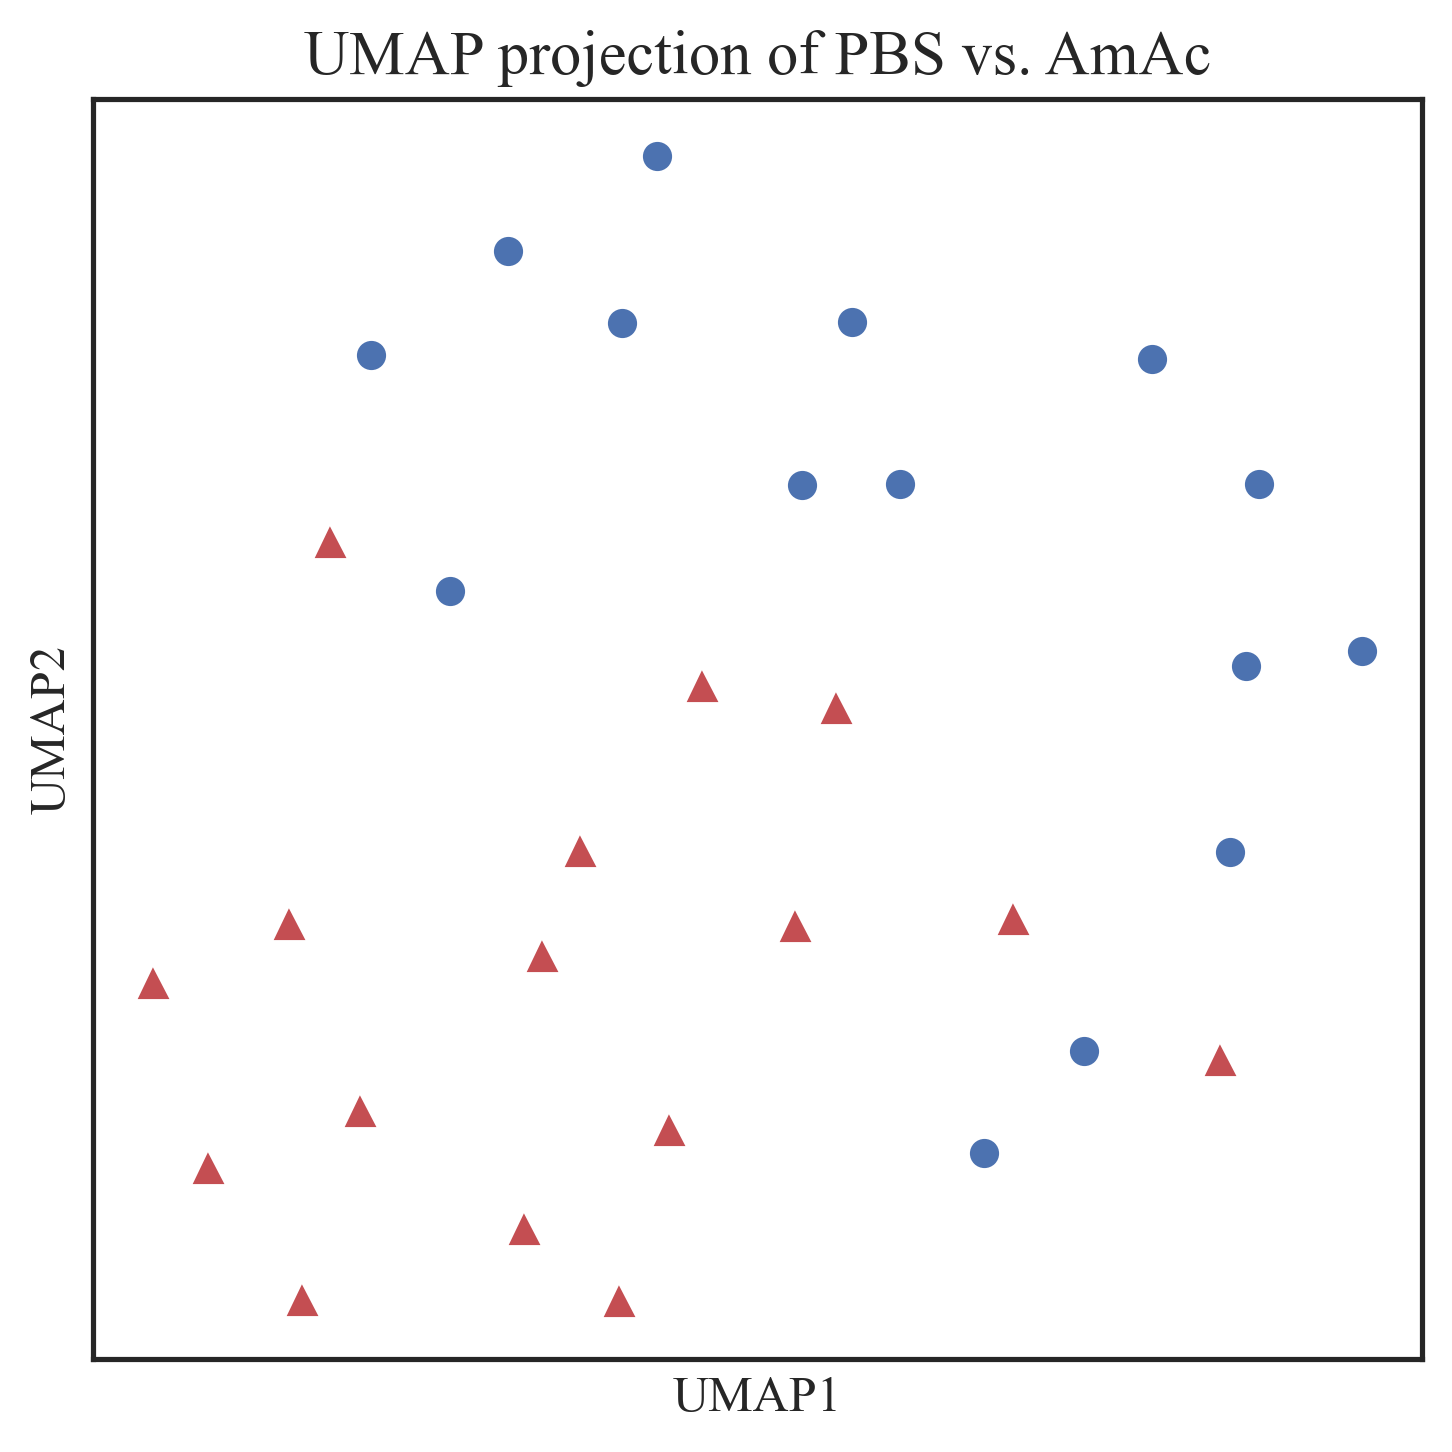 UMAP projection of PBS vs. AmAc
UMAP2
UMAP1